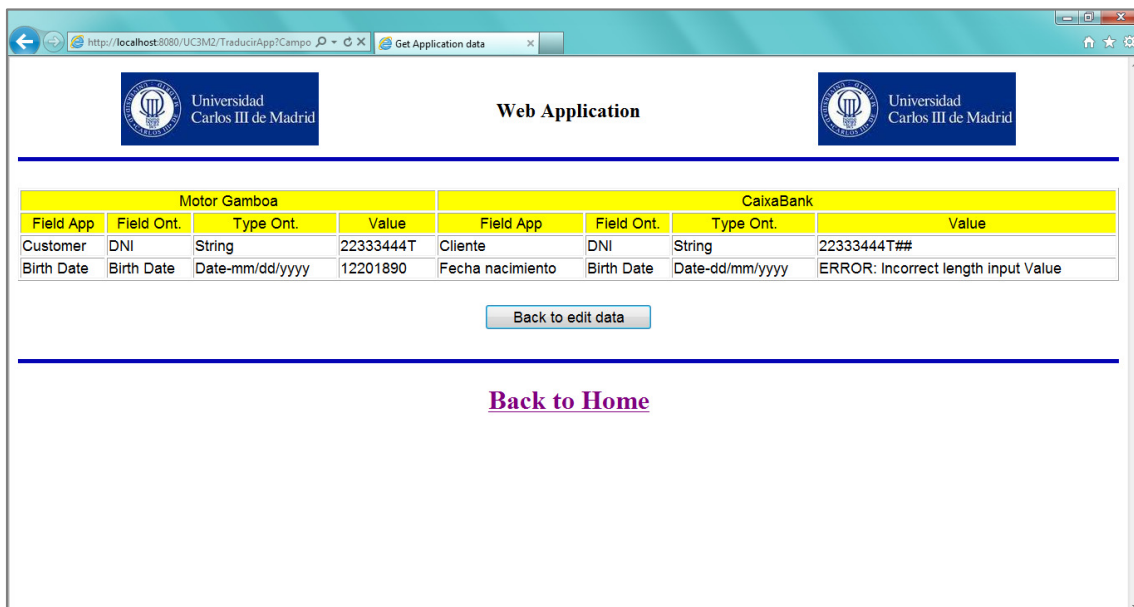 http://localhost:8080/UC3M2/TraducirApp?Campo
Get Application data
Universidad
Carlos III de Madrid
Web Application
Universidad
Carlos III de Madrid
Motor Gamboa CaixaBank
Field App Field Ont. Type Ont. Value Field App Field Ont. Type Ont. Value
Customer DNI String 22333444T Cliente DNI String 22333444T##
Birth Date Birth Date Date-mm/dd/yyyy 12201890 Fecha nacimiento Birth Date Date-dd/mm/yyyy ERROR: Incorrect length input Value
Back to edit data
Back to Home